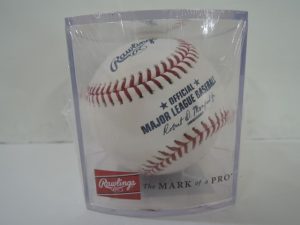 Rawlings
OFFICIAL
MAJOR LEAGUE BASEBALL
Rawlings
The MARK of a PRO